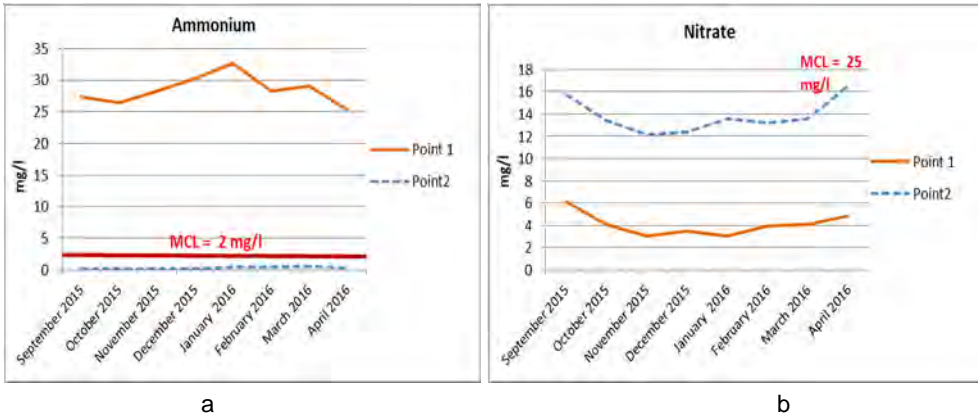 Ammonium
35
30
25
20
15
10
5
0
mg/l
MCL = 2 mg/l
Point 1
Point2
September 2015
October 2015
November 2015
December 2015
January 2016
February 2016
March 2016
April 2016
a
Nitrate
MCL = 25
mg/l
18
16
14
12
10
8
6
4
2
0
mg/l
Point 1
Point2
September 2015
October 2015
November 2015
December 2015
January 2016
February 2016
March 2016
April 2016
b